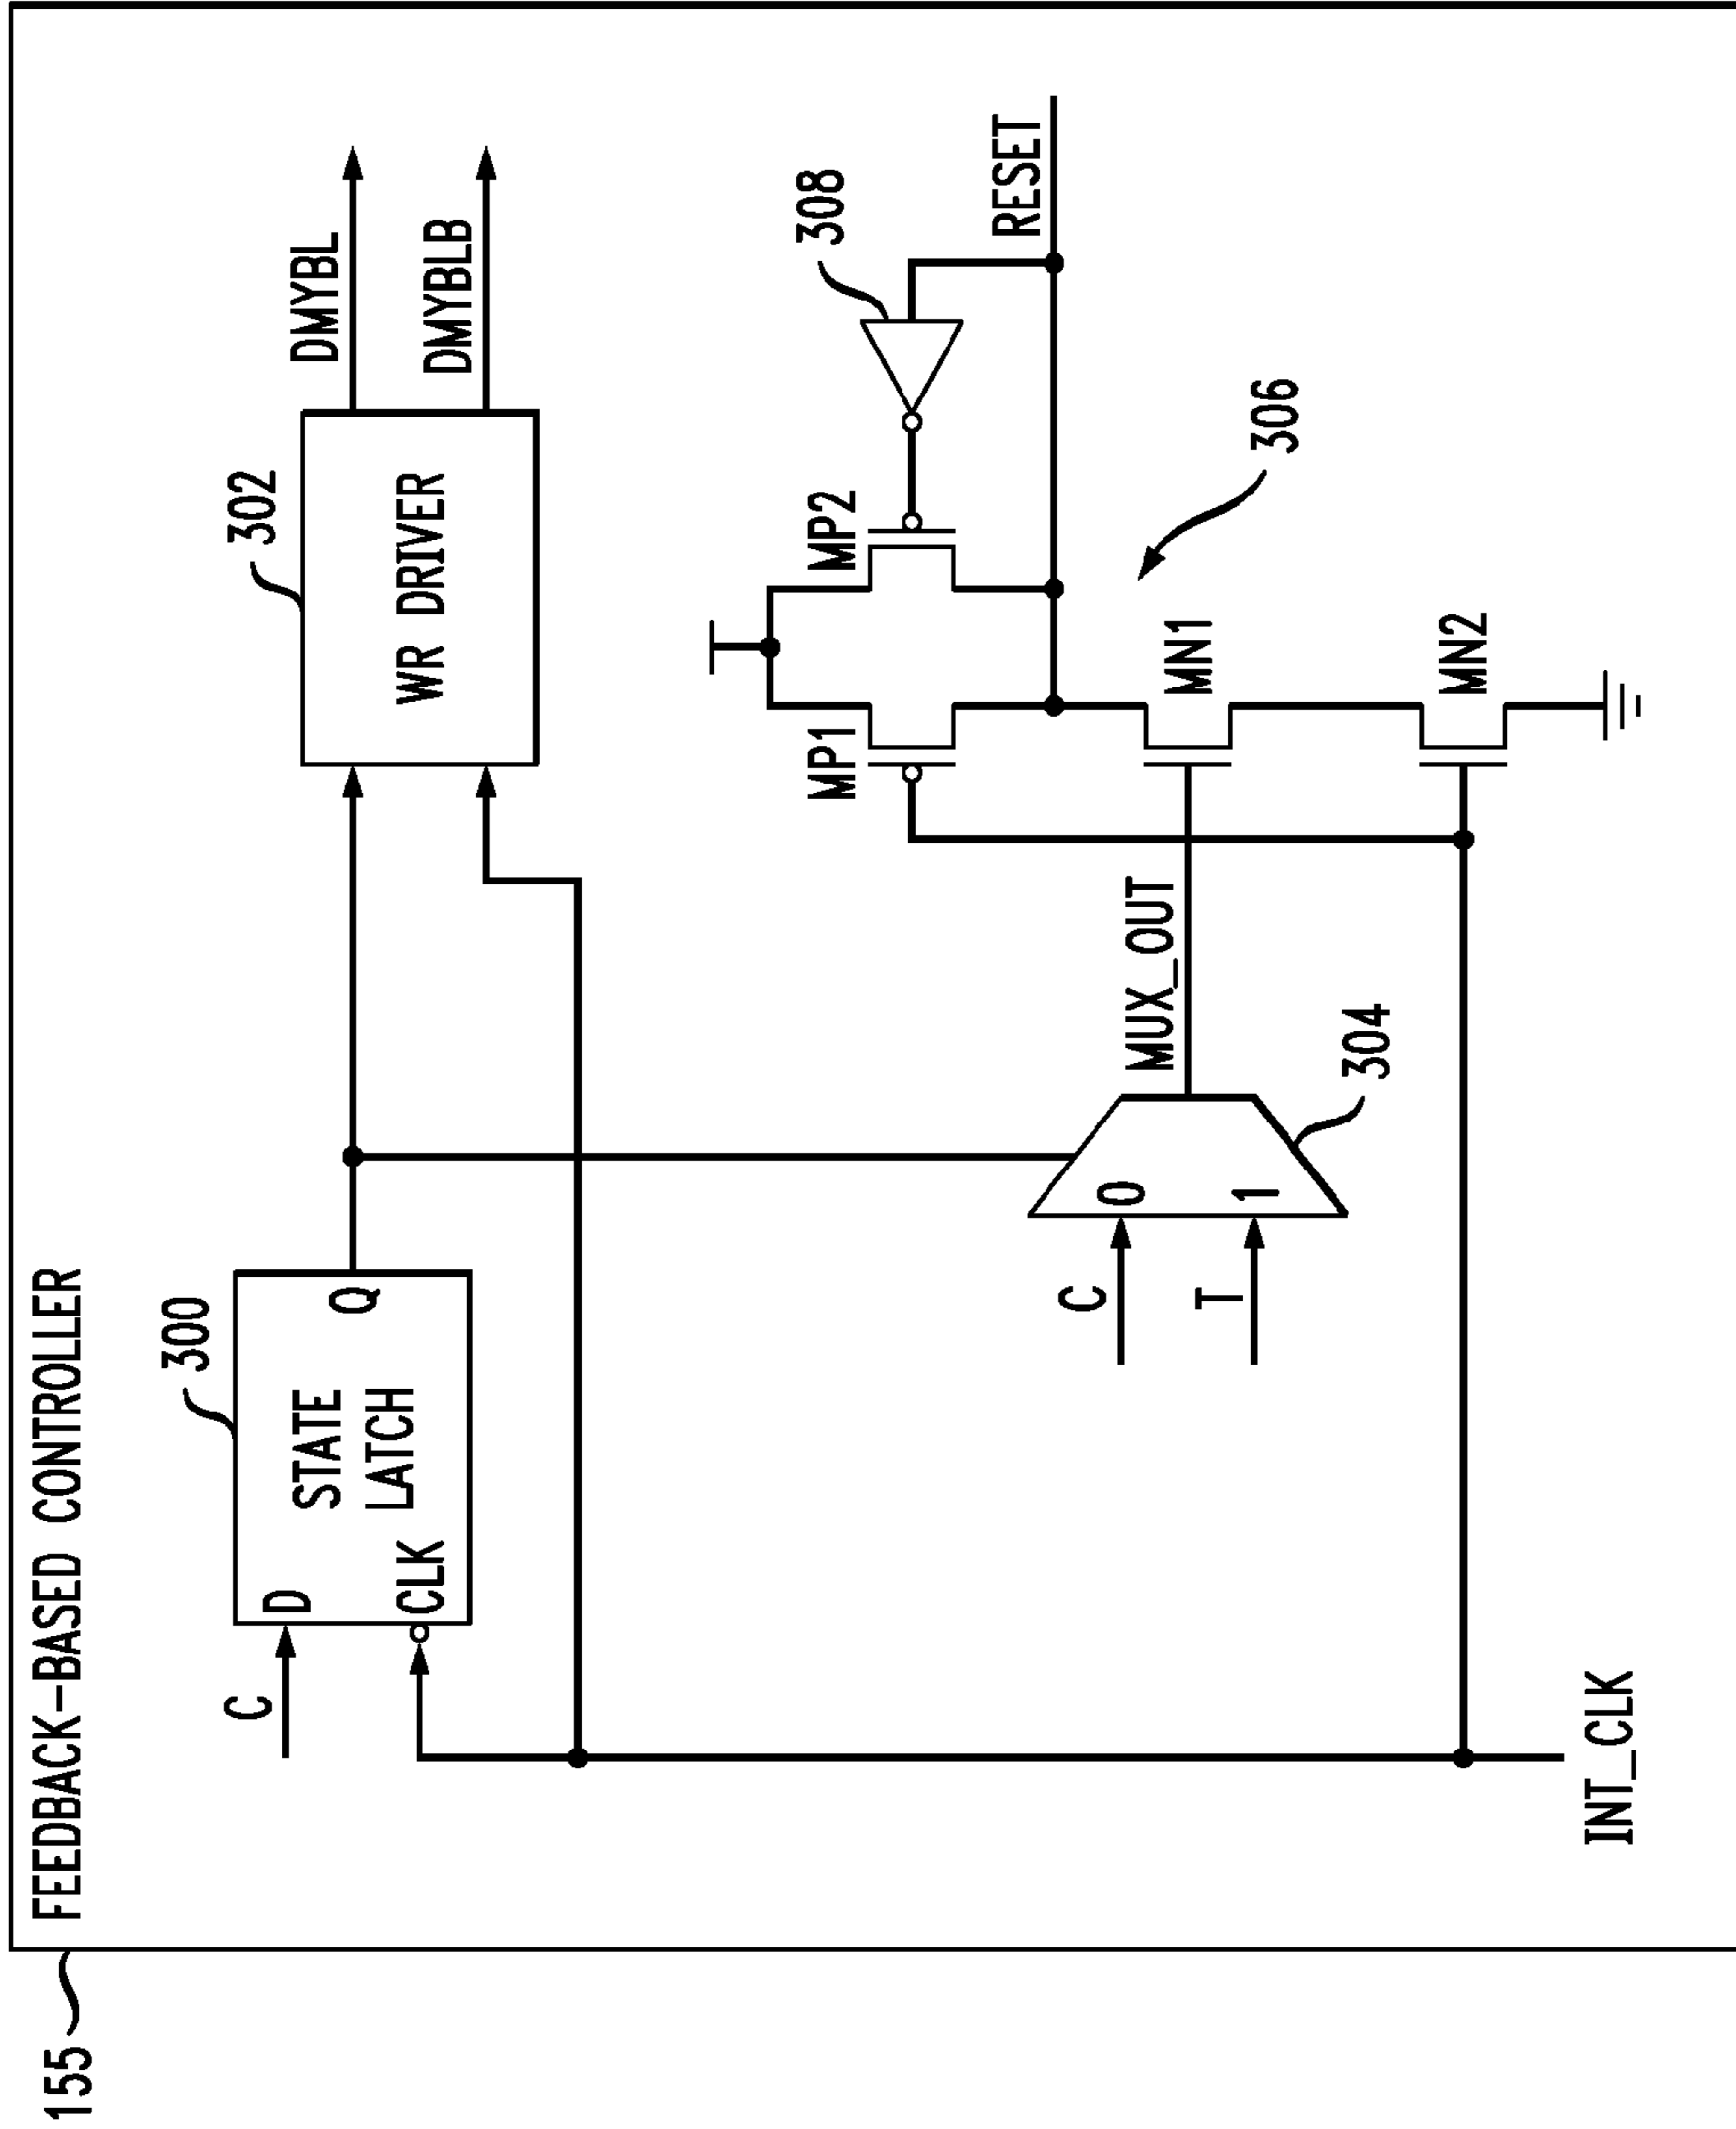 155
FEEDBACK-BASED CONTROLLER
300
302
C
D
STATE
LATCH
Q
CLK
WR DRIVER
DMYBL
DMYBLB
MP1
MP2
308
RESET
C
T
0
1
304
MUX_OUT
MN1
306
MN2
INT_CLK